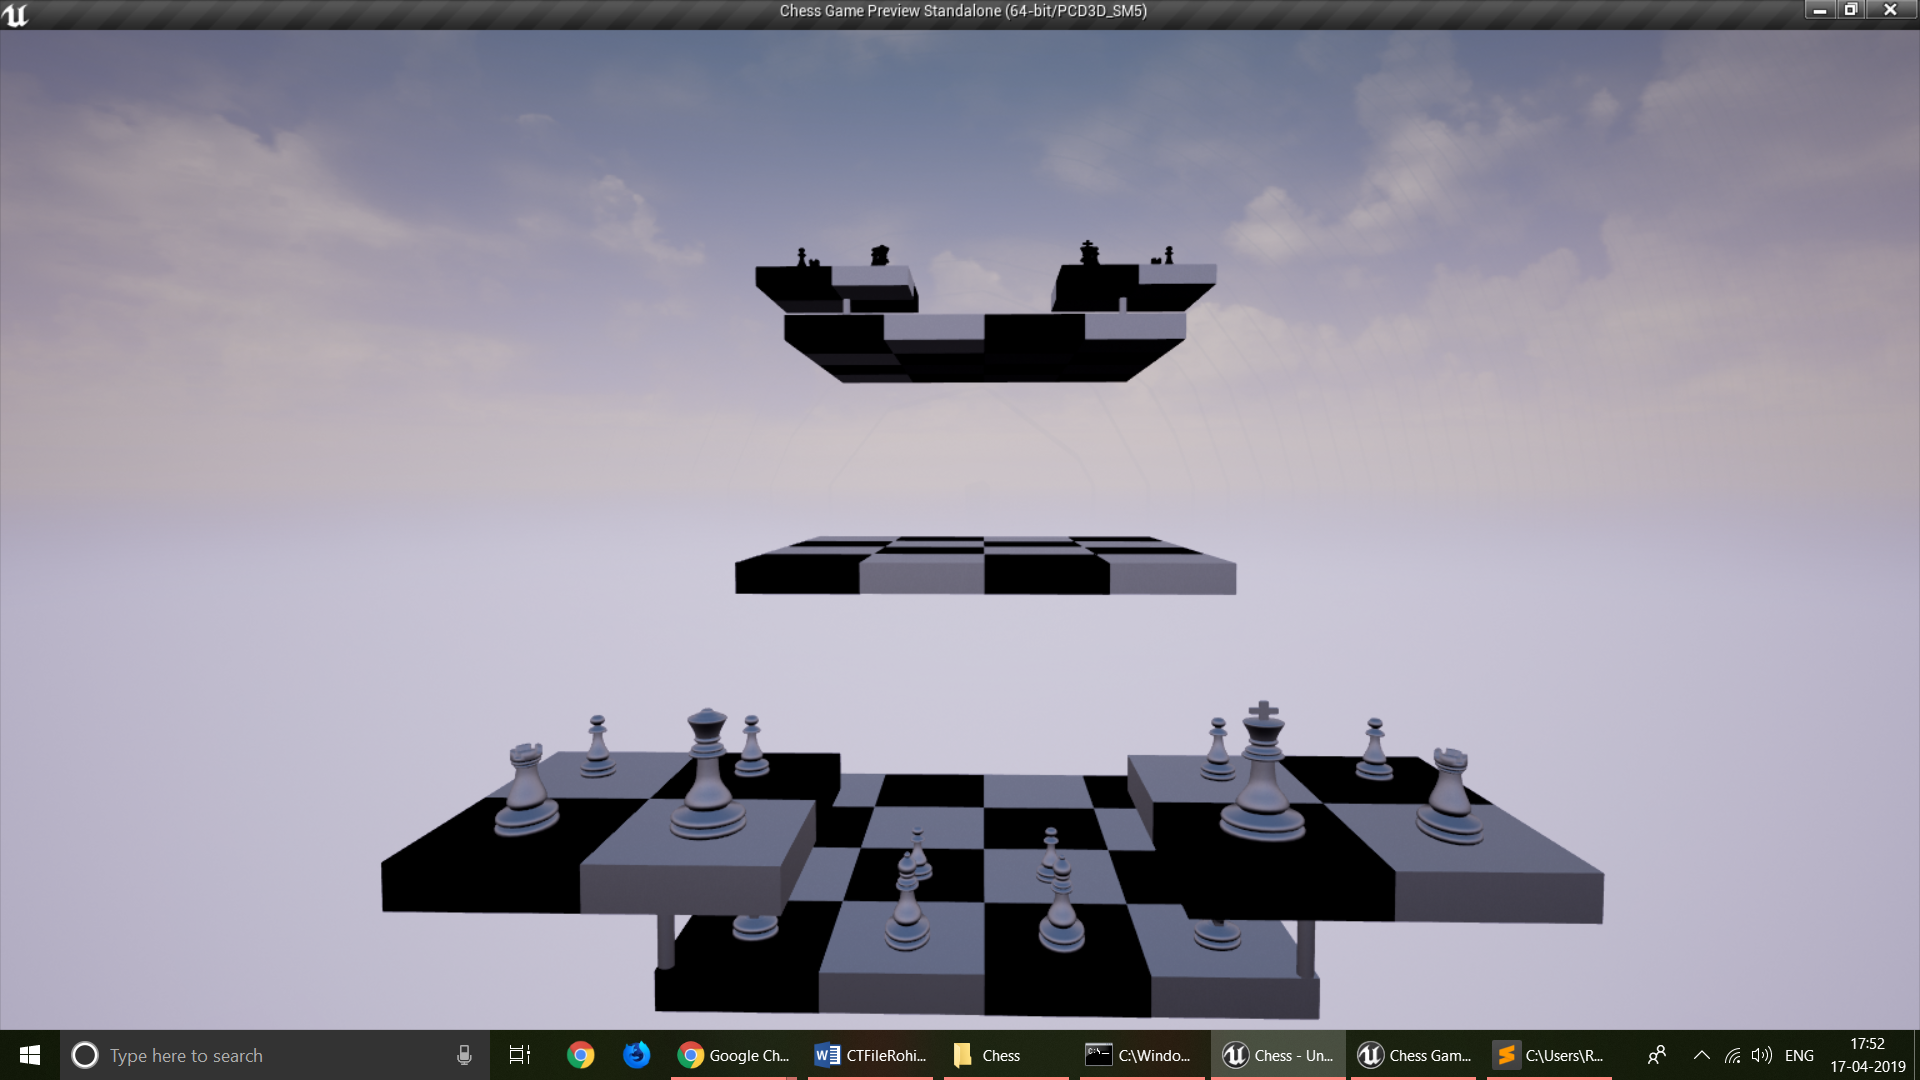 Chess Game Preview Standalone (64-bit/PCD3D_SM5)
Type here to search
Google Ch...
CTFileRohi...
Chess
C:\Windo...
Chess - Un...
Chess Gam...
C:\Users\R...
ENG
17:52
17-04-2019